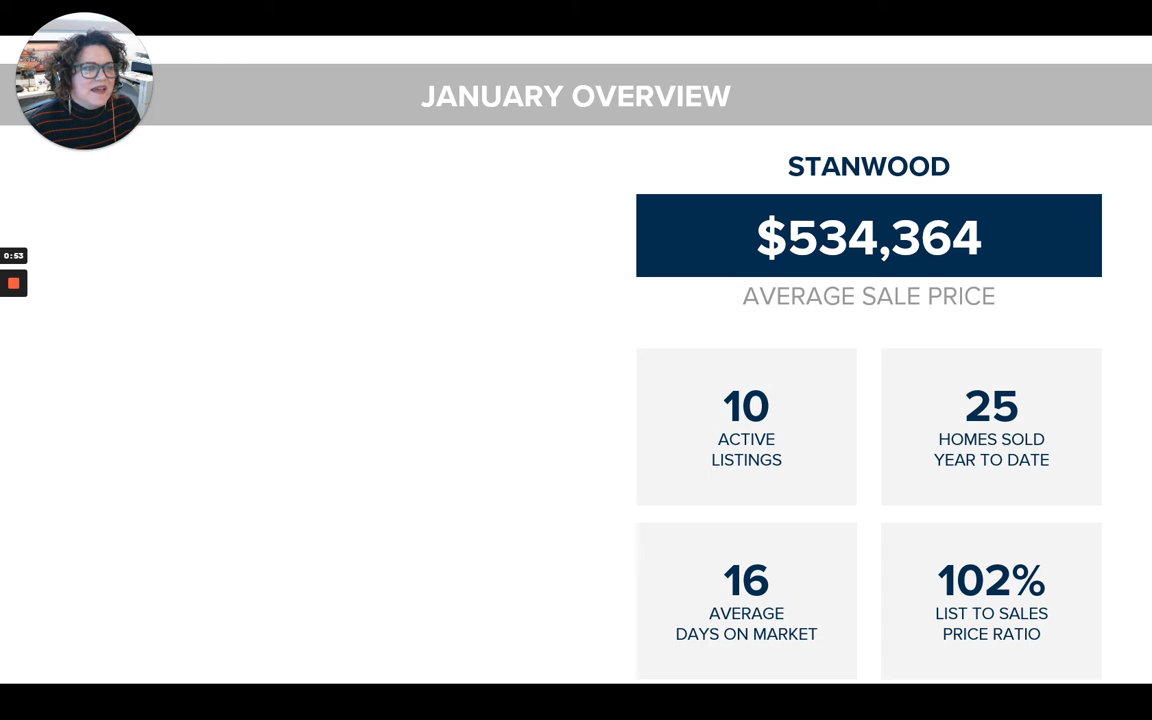 JANUARY OVERVIEW
STANWOOD
$534,364
AVERAGE SALE PRICE
0:53
10
ACTIVE
LISTINGS
25
HOMES SOLD
YEAR TO DATE
16
AVERAGE
DAYS ON MARKET
102%
LIST TO SALES
PRICE RATIO